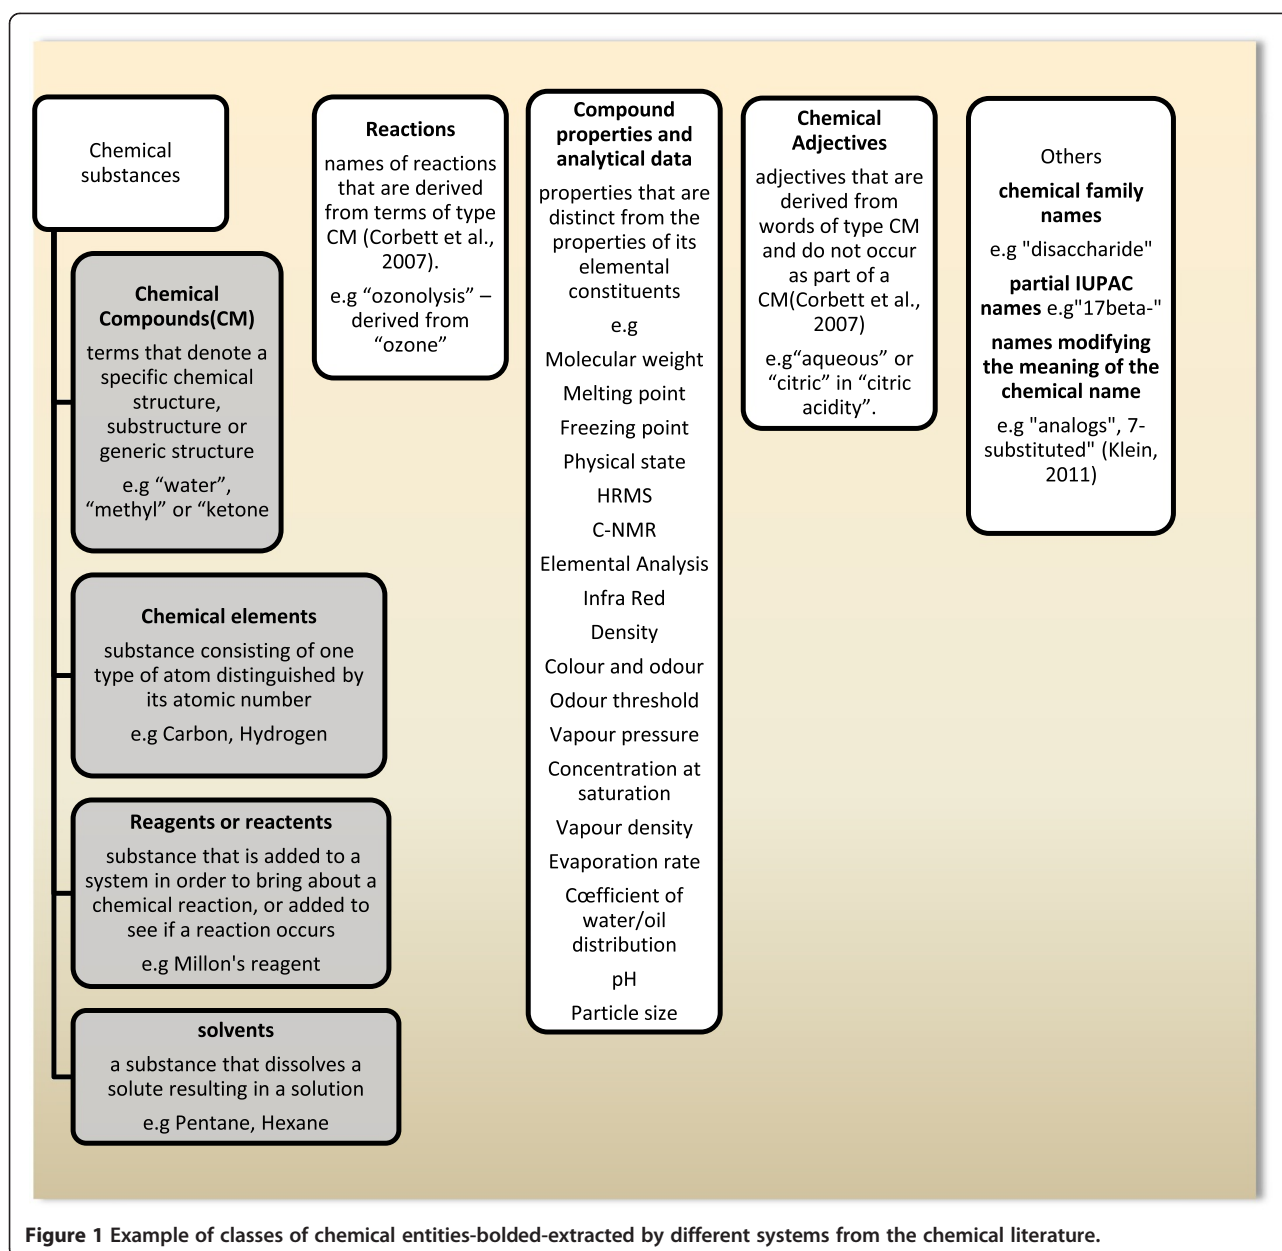 Chemical
substances
Chemical
Compounds(CM)
terms that denote a
specific chemical
structure,
substructure or
generic structure
e.g “water”,
“methyl” or “ketone
Chemical elements
substance consisting of one
type of atom distinguished by
its atomic number
e.g Carbon, Hydrogen
Reagents or reactents
substance that is added to a
system in order to bring about a
chemical reaction, or added to
see if a reaction occurs
e.g Millon's reagent
solvents
a substance that dissolves a
solute resulting in a solution
e.g Pentane, Hexane
Reactions
names of reactions
that are derived
from terms of type
CM (Corbett et al.,
2007).
e.g “ozonolysis” –
derived from
“ozone”
Compound
properties and
analytical data
properties that are
distinct from the
properties of its
elemental
constituents
e.g
Molecular weight
Melting point
Freezing point
Physical state
HRMS
C-NMR
Elemental Analysis
Infra Red
Density
Colour and odour
Odour threshold
Vapour pressure
Concentration at
saturation
Vapour density
Evaporation rate
Cœfficient of
water/oil
distribution
pH
Particle size
Chemical
Adjectives
adjectives that are
derived from
words of type CM
and do not occur
as part of a
CM(Corbett et al.,
2007)
e.g“aqueous” or
“citric” in “citric
acidity”.
Others
chemical family
names
e.g "disaccharide"
partial IUPAC
names e.g"17beta-"
names modifying
the meaning of the
chemical name
e.g "analogs", 7-
substituted" (Klein,
2011)
Figure 1 Example of classes of chemical entities-bolded-extracted by different systems from the chemical literature.